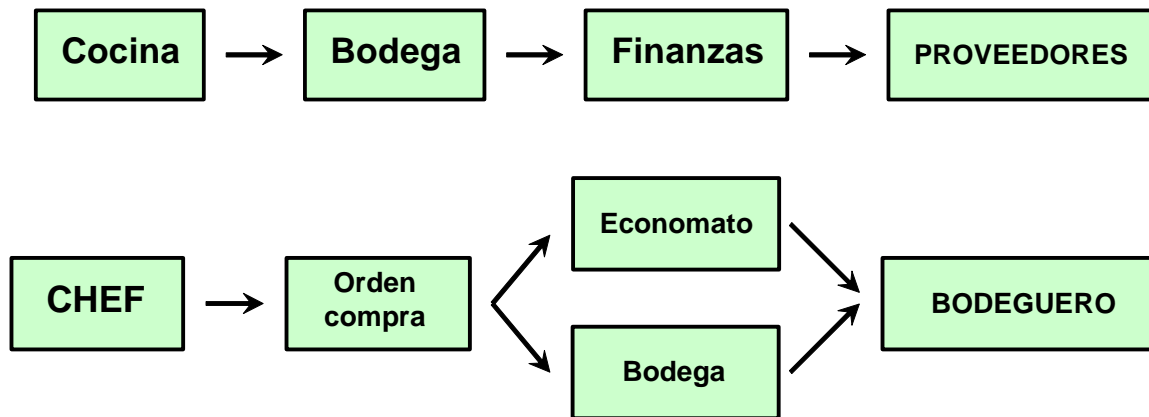 Cocina
Bodega
Finanzas
PROVEEDORES
CHEF
Orden
compra
Economato
Bodega
BODEGUERO